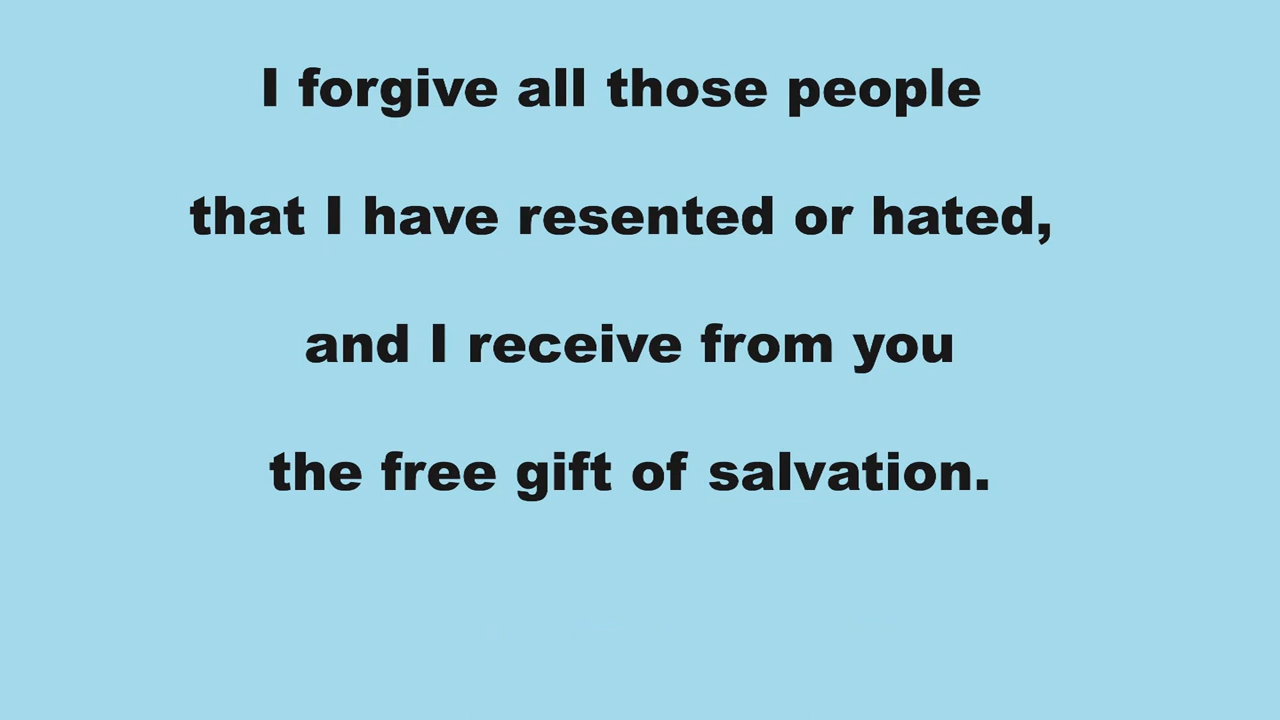 I forgive all those people
that I have resented or hated,
and I receive from you
the free gift of salvation.